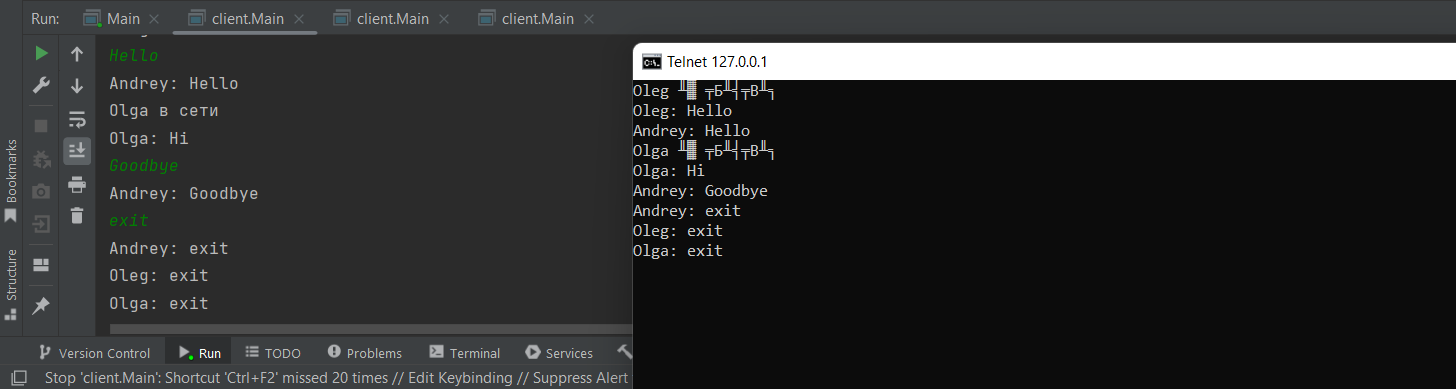 Run: Main client.Main client.Main client.Main
Hello
Andrey: Hello
Olga в сети
Olga: Hi
Goodbye
Andrey: Goodbye
exit
Andrey: exit
Oleg: exit
Olga: exit
Telnet 127.0.0.1
Oleg ╨▓ ╤Б╨╡╤В╨╕
Oleg: Hello
Andrey: Hello
Olga ╨▓ ╤Б╨╡╤В╨╕
Olga: Hi
Andrey: Goodbye
Andrey: exit
Oleg: exit
Olga: exit
Bookmarks
Structure
Version Control Run TODO Problems Terminal Services
Stop 'client.Main': Shortcut 'Ctrl+F2' missed 20 times // Edit Keybinding // Suppress Alert